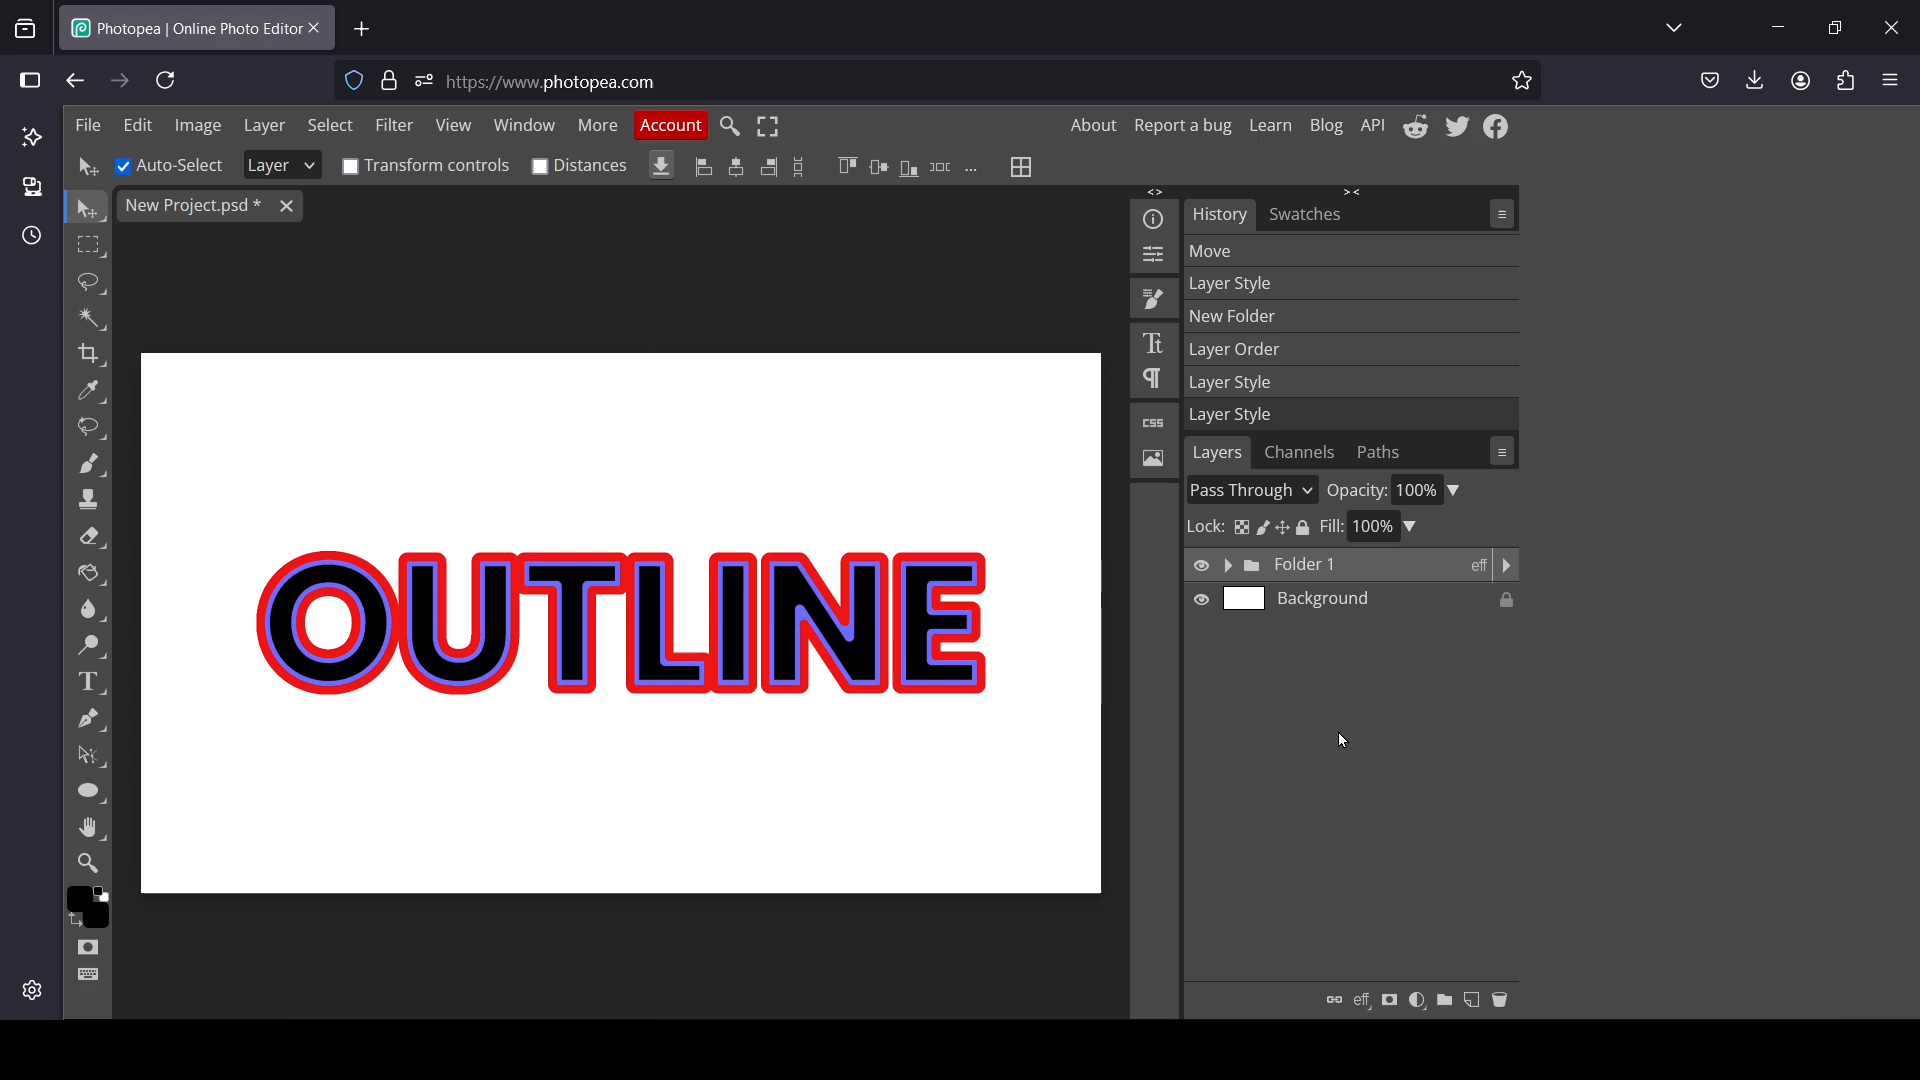 Photopea | Online Photo Editor
https://www.photopea.com
File Edit Image Layer Select Filter View Window More Account
About Report a bug Learn Blog API
Auto-Select Layer Transform controls Distances ...
New Project.psd *
<>
> <
History Swatches
Move
Layer Style
New Folder
Layer Order
Layer Style
Layer Style
CSS
Layers Channels Paths
Pass Through Opacity: 100%
Lock: Fill: 100%
Folder 1 eff
Background
OUTLINE
eff